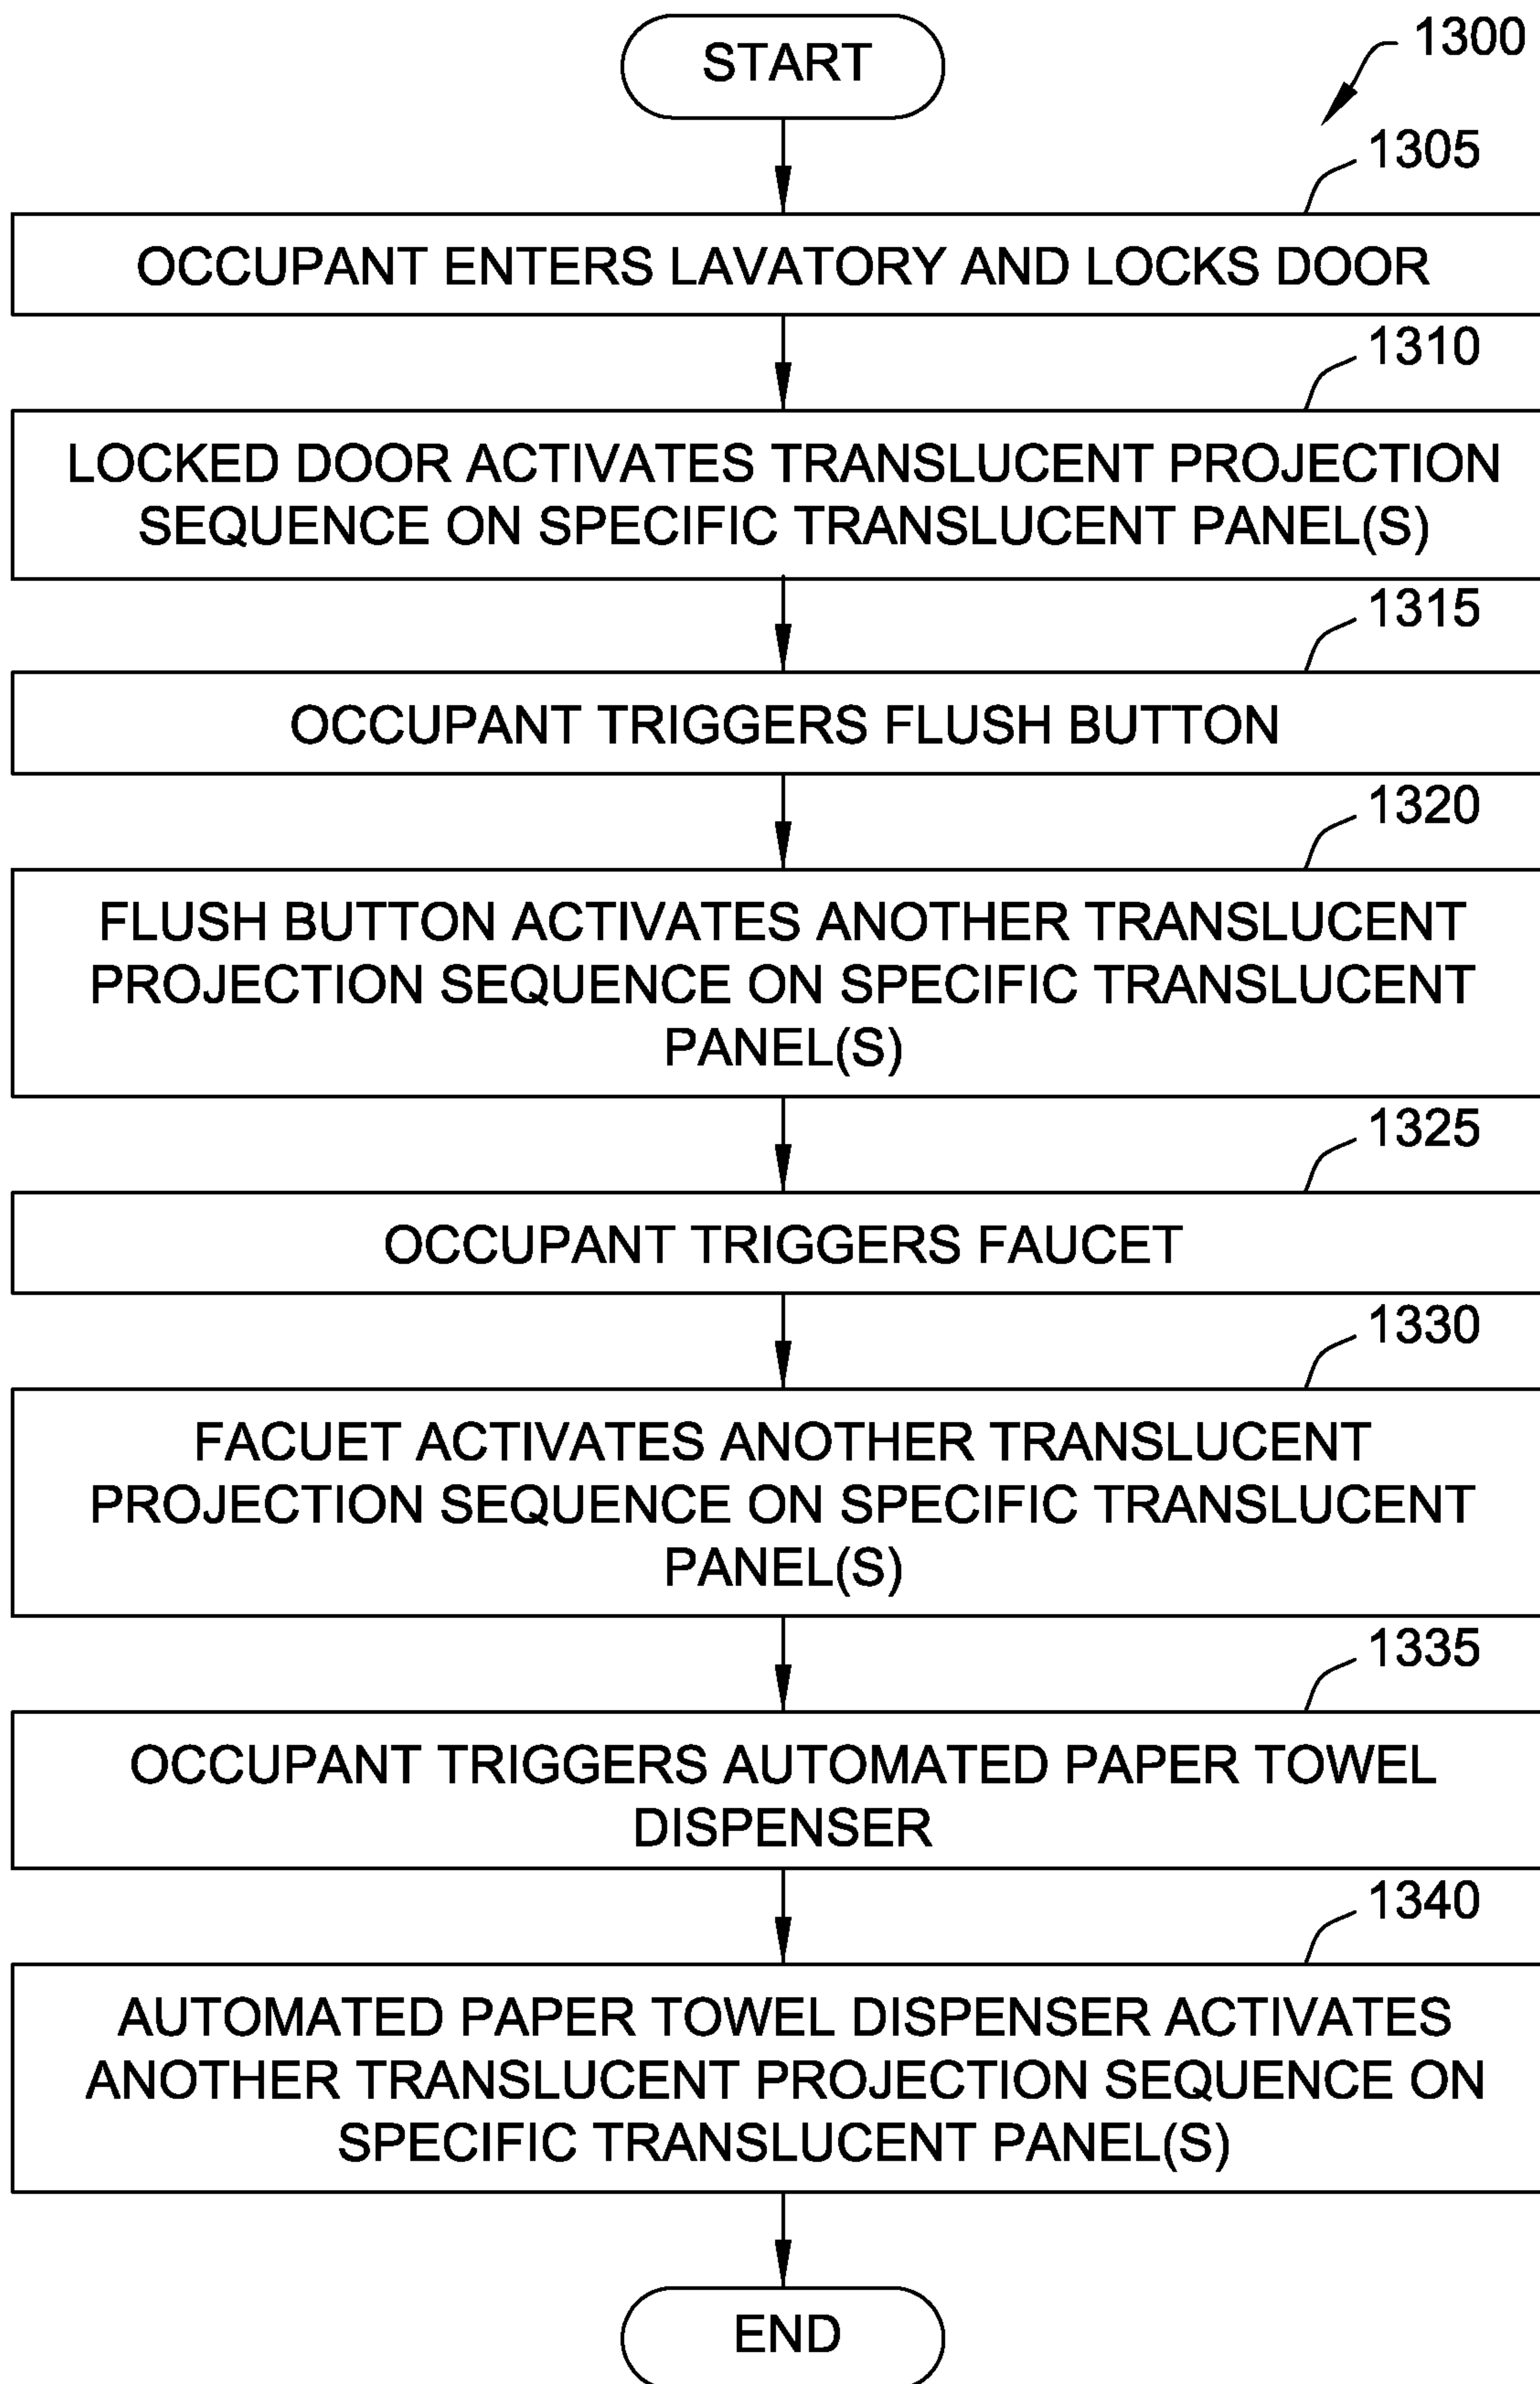 START
1300
1305
OCCUPANT ENTERS LAVATORY AND LOCKS DOOR
1310
LOCKED DOOR ACTIVATES TRANSLUCENT PROJECTION
SEQUENCE ON SPECIFIC TRANSLUCENT PANEL(S)
1315
OCCUPANT TRIGGERS FLUSH BUTTON
1320
FLUSH BUTTON ACTIVATES ANOTHER TRANSLUCENT
PROJECTION SEQUENCE ON SPECIFIC TRANSLUCENT
PANEL(S)
1325
OCCUPANT TRIGGERS FAUCET
1330
FACUET ACTIVATES ANOTHER TRANSLUCENT
PROJECTION SEQUENCE ON SPECIFIC TRANSLUCENT
PANEL(S)
1335
OCCUPANT TRIGGERS AUTOMATED PAPER TOWEL
DISPENSER
1340
AUTOMATED PAPER TOWEL DISPENSER ACTIVATES
ANOTHER TRANSLUCENT PROJECTION SEQUENCE ON
SPECIFIC TRANSLUCENT PANEL(S)
END